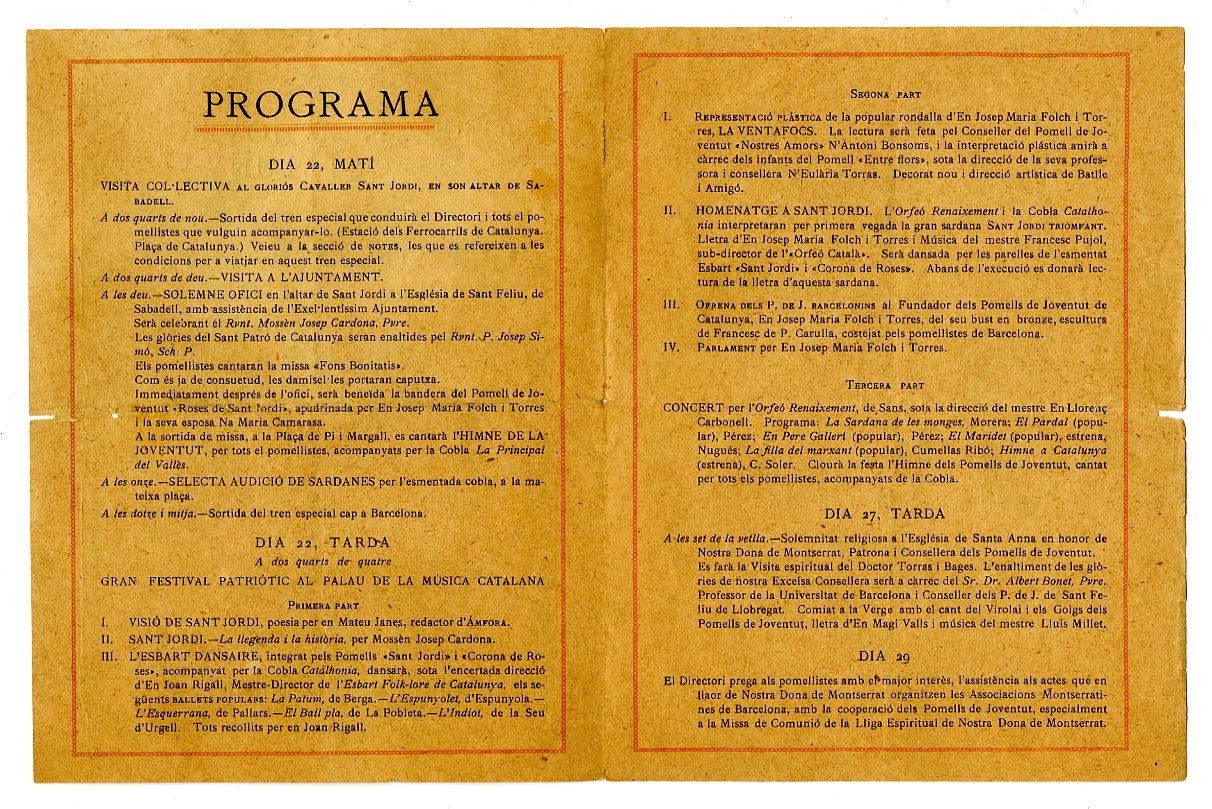 PROGRAMA
DIA 22, MATÍ
VISITA COL·LECTIVA AL GLORIÓS CAVALLER SANT JORDI, EN SON ALTAR DE SA-
BADELL.
A dos quarts de nou.—Sortida del tren especial que conduirà el Directori i tots el po-
mellistes que vulguin acompanyar-lo. (Estació dels Ferrocarrils de Catalunya.
Plaça de Catalunya.) Veieu a la secció de NOTES, les que es refereixen a les
condicions per a viatjar en aquest tren especial.
A dos quarts de deu.—VISITA A L'AJUNTAMENT.
A les deu.—SOLEMNE OFICI en l'altar de Sant Jordi a l'Església de Sant Feliu, de
Sabadell, amb assistència de l'Exel·lentíssim Ajuntament.
Serà celebrant el Rvnt. Mossèn Josep Cardona, Pvre.
Les glòries del Sant Patró de Catalunya seran enaltides pel Rvnt. P. Josep Si-
mó, Sch. P.
Els pomellistes cantaran la missa «Fons Bonitatis».
Com és ja de consuetud, les damisel·les portaran caputxa.
Immediatament després de l'ofici, serà beneïda la bandera del Pomell de Jo-
ventut «Roses de Sant Jordi», apadrinada per En Josep Maria Folch i Torres
i la seva esposa Na Maria Camarasa.
A la sortida de missa, a la Plaça de Pi i Margall, es cantarà l'HIMNE DE LA
JOVENTUT, per tots el pomellistes, acompanyats per la Cobla La Principal
del Vallès.
A les onze.—SELECTA AUDICIÓ DE SARDANES per l'esmentada cobla, a la ma-
teixa plaça.
A les dotze i mitja.—Sortida del tren especial cap a Barcelona.
DIA 22, TARDA
A dos quarts de quatre
GRAN FESTIVAL PATRIÒTIC AL PALAU DE LA MÚSICA CATALANA
PRIMERA PART
I. VISIÓ DE SANT JORDI, poesia per en Mateu Janes, redactor d'ÀMFORA.
II. SANT JORDI.—La llegenda i la història, per Mossèn Josep Cardona.
III. L'ESBART DANSAIRE, integrat pels Pomells «Sant Jordi» i «Corona de Ro-
ses», acompanyat per la Cobla Catalhonia, dansarà, sota l'encertada direcció
d'En Joan Rigall, Mestre-Director de l'Esbart Folk-lore de Catalunya, els se-
güents BALLETS POPULARS: La Patum, de Berga.—L'Espunyolet, d'Espunyola.—
L'Esquerrana, de Pallars.—El Ball pla, de La Pobleta.—L'Indiot, de la Seu
d'Urgell. Tots recollits per en Joan Rigall.
SEGONA PART
I. REPRESENTACIÓ PLÁSTICA de la popular rondalla d'En Josep Maria Folch i Tor-
res, LA VENTAFOCS. La lectura serà feta pel Conseller del Pomell de Jo-
ventut «Nostres Amors» N'Antoni Bonsoms, i la interpretació plástica anirà a
càrrec dels infants del Pomell «Entre flors», sota la direcció de la seva profes-
sora i consellera N'Eulària Torras. Decorat nou i direcció artística de Batlle
i Amigó.
II. HOMENATGE A SANT JORDI. L'Orfeó Renaixement i la Cobla Catalho-
nia interpretaran per primera vegada la gran sardana SANT JORDI TRIOMFANT.
Lletra d'En Josep Maria Folch i Torres i Música del mestre Francesc Pujol,
sub-director de l'«Orfeó Català». Serà dansada per les parelles de l'esmentat
Esbart «Sant Jordi» i «Corona de Roses». Abans de l'execució es donarà lec-
tura de la lletra d'aquesta sardana.
III. OFRENA DELS P. DE J. BARCELONINS al Fundador dels Pomells de Joventut de
Catalunya, En Josep Maria Folch i Torres, del seu bust en bronze, escultura
de Francesc de P. Carulla, costejat pels pomellistes de Barcelona.
IV. PARLAMENT per En Josep Maria Folch i Torres.
TERCERA PART
CONCERT per l'Orfeó Renaixement, de Sans, sota la direcció del mestre En Llorenç
Carbonell. Programa: La Sardana de les monges, Morera; El Pardal (popu-
lar), Pérez; En Pere Gallerí (popular), Pérez; El Maridet (popular), estrena,
Nugués; La filla del marxant (popular), Cumellas Ribó; Himne a Catalunya
(estrena), C. Soler. Clourà la festa l'Himne dels Pomells de Joventut, cantat
per tots els pomellistes, acompanyats de la Cobla.
DIA 27, TARDA
A les set de la vetlla.—Solemnitat religiosa a l'Església de Santa Anna en honor de
Nostra Dona de Montserrat, Patrona i Consellera dels Pomells de Joventut.
Es farà la Visita espiritual del Doctor Torras i Bages. L'enaltiment de les glò-
ries de nostra Excelsa Consellera serà a càrrec del Sr. Dr. Albert Bonet, Pvre.
Professor de la Universitat de Barcelona i Conseller dels P. de J. de Sant Fe-
liu de Llobregat. Comiat a la Verge amb el cant del Virolai i els Goigs dels
Pomells de Joventut, lletra d'En Magí Valls i música del mestre Lluís Millet.
DIA 29
El Directori prega als pomellistes amb el major interès, l'assistència als actes que en
llaor de Nostra Dona de Montserrat organitzen les Associacions Montserrati-
nes de Barcelona, amb la cooperació dels Pomells de Joventut, especialment
a la Missa de Comunió de la Lliga Espiritual de Nostra Dona de Montserrat.